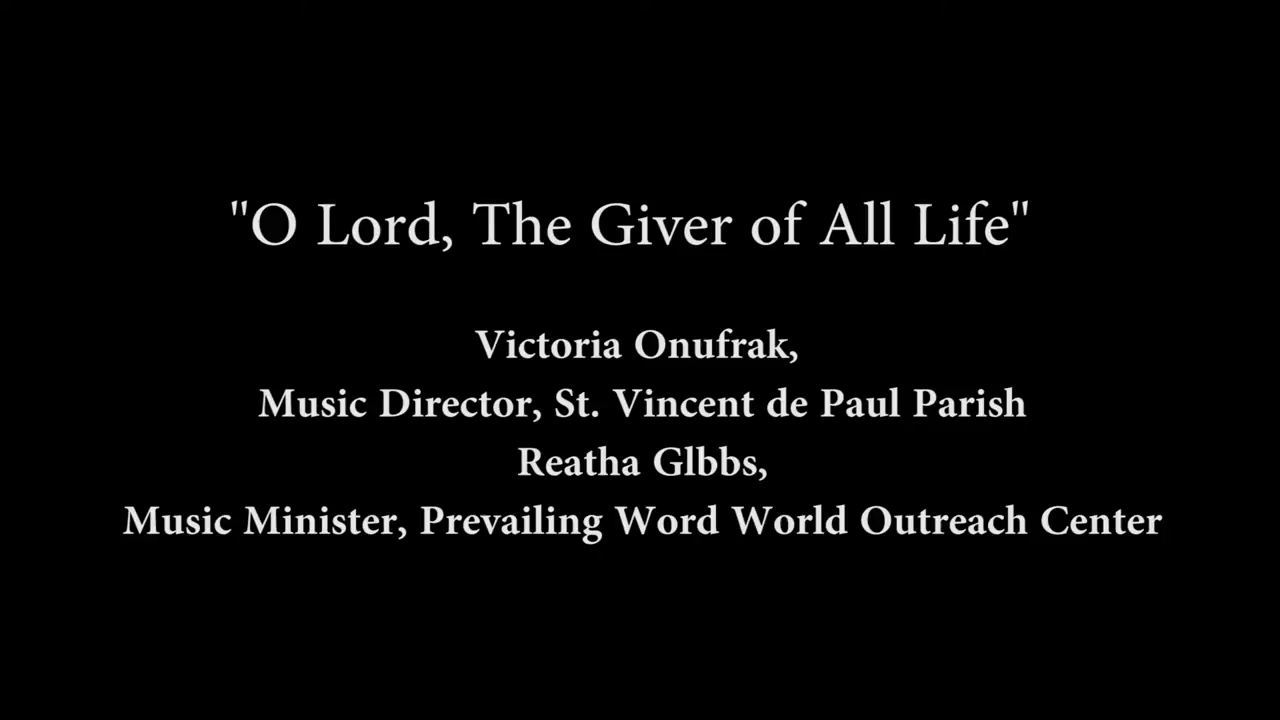 "O Lord, The Giver of All Life"
Victoria Onufrak,
Music Director, St. Vincent de Paul Parish
Reatha Glbbs,
Music Minister, Prevailing Word World Outreach Center